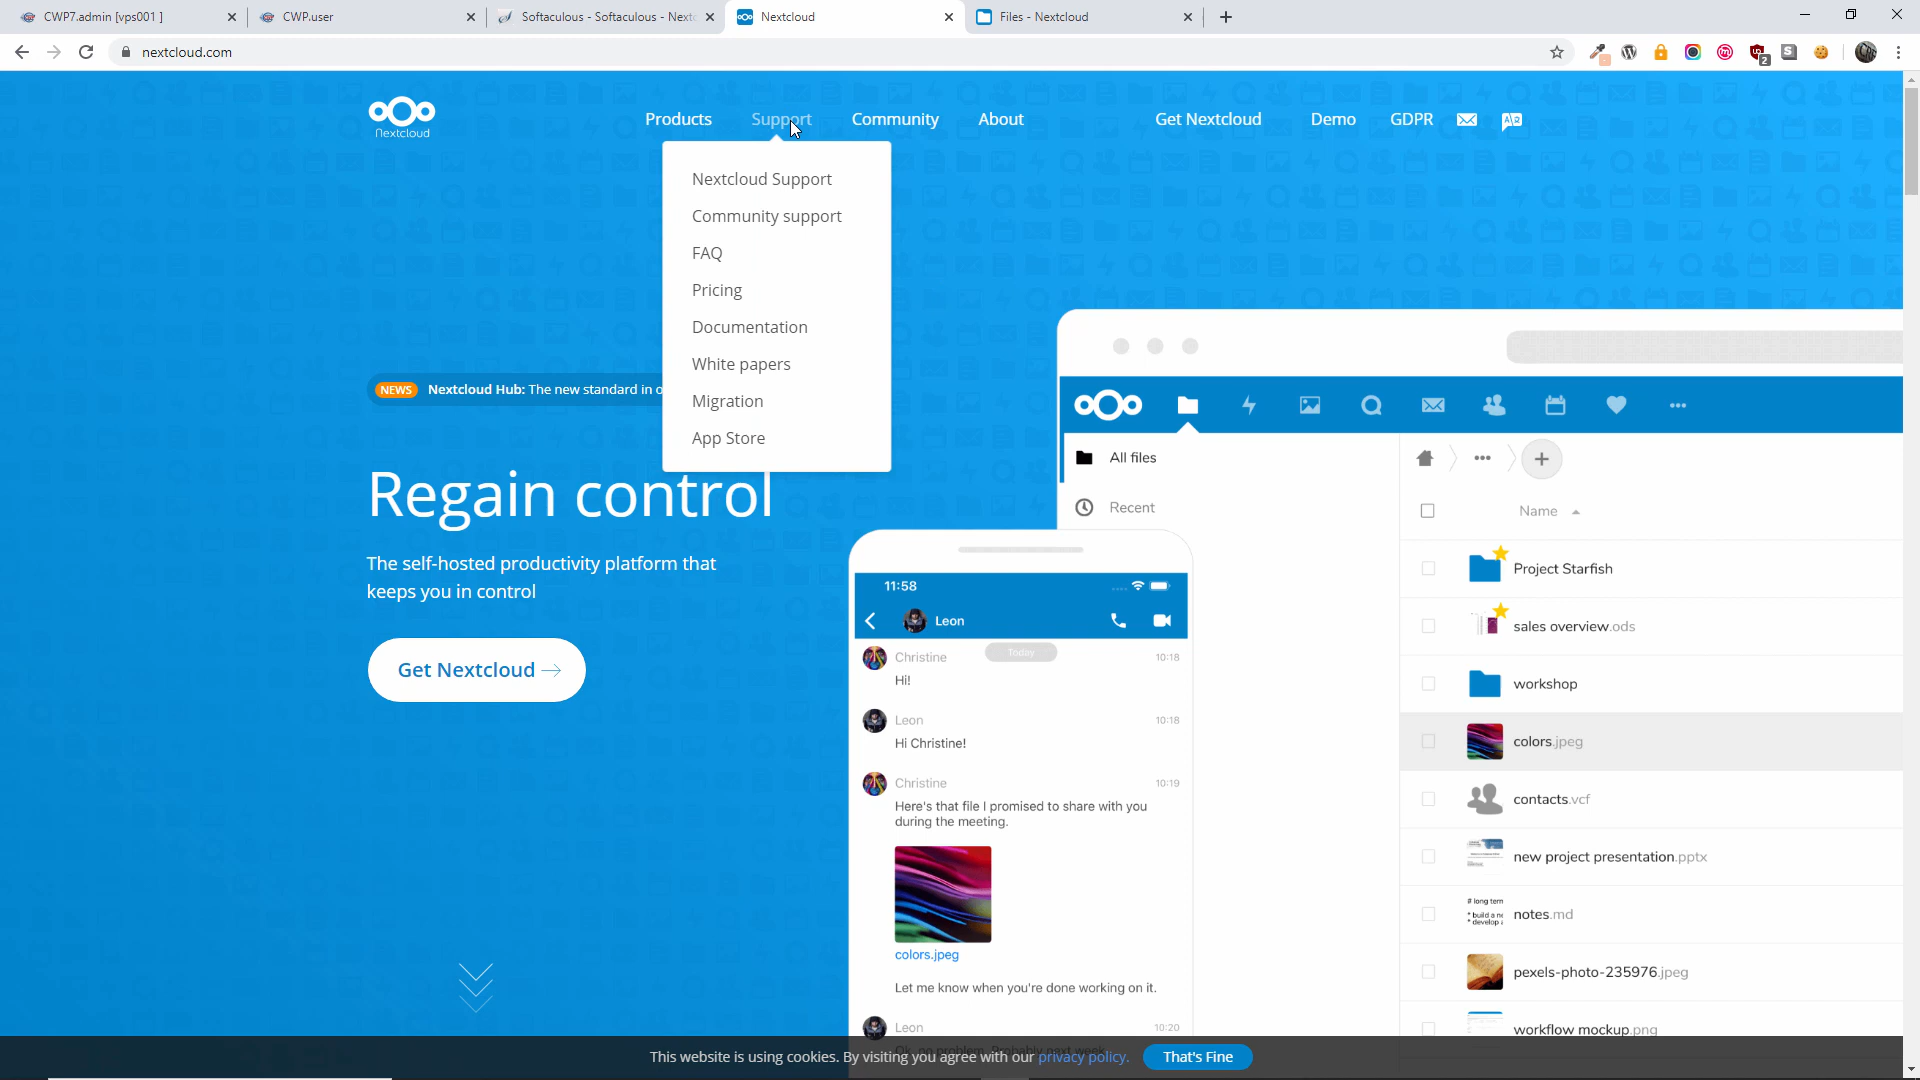 CWP7.admin [vps001 ]
CWP.user
Softaculous - Softaculous - Nextc
Nextcloud
Files - Nextcloud
nextcloud.com
2
Nextcloud
Products
Support
Community
About
Get Nextcloud
Demo
GDPR
Nextcloud Support
Community support
FAQ
Pricing
Documentation
White papers
Migration
App Store
NEWS
Nextcloud Hub: The new standard in o
Regain control
The self-hosted productivity platform that
keeps you in control
Get Nextcloud
All files
Recent
Name
Project Starfish
sales overview.ods
workshop
colors.jpeg
contacts.vcf
new project presentation.pptx
# long term
notes.md
pexels-photo-235976.jpeg
workflow mockup.png
11:58
Leon
Today
Christine 10:18
Hi!
Leon 10:18
Hi Christine!
Christine 10:19
Here's that file I promised to share with you
during the meeting.
colors.jpeg
Let me know when you're done working on it.
Leon 10:20
This website is using cookies. By visiting you agree with our privacy policy.
That's Fine